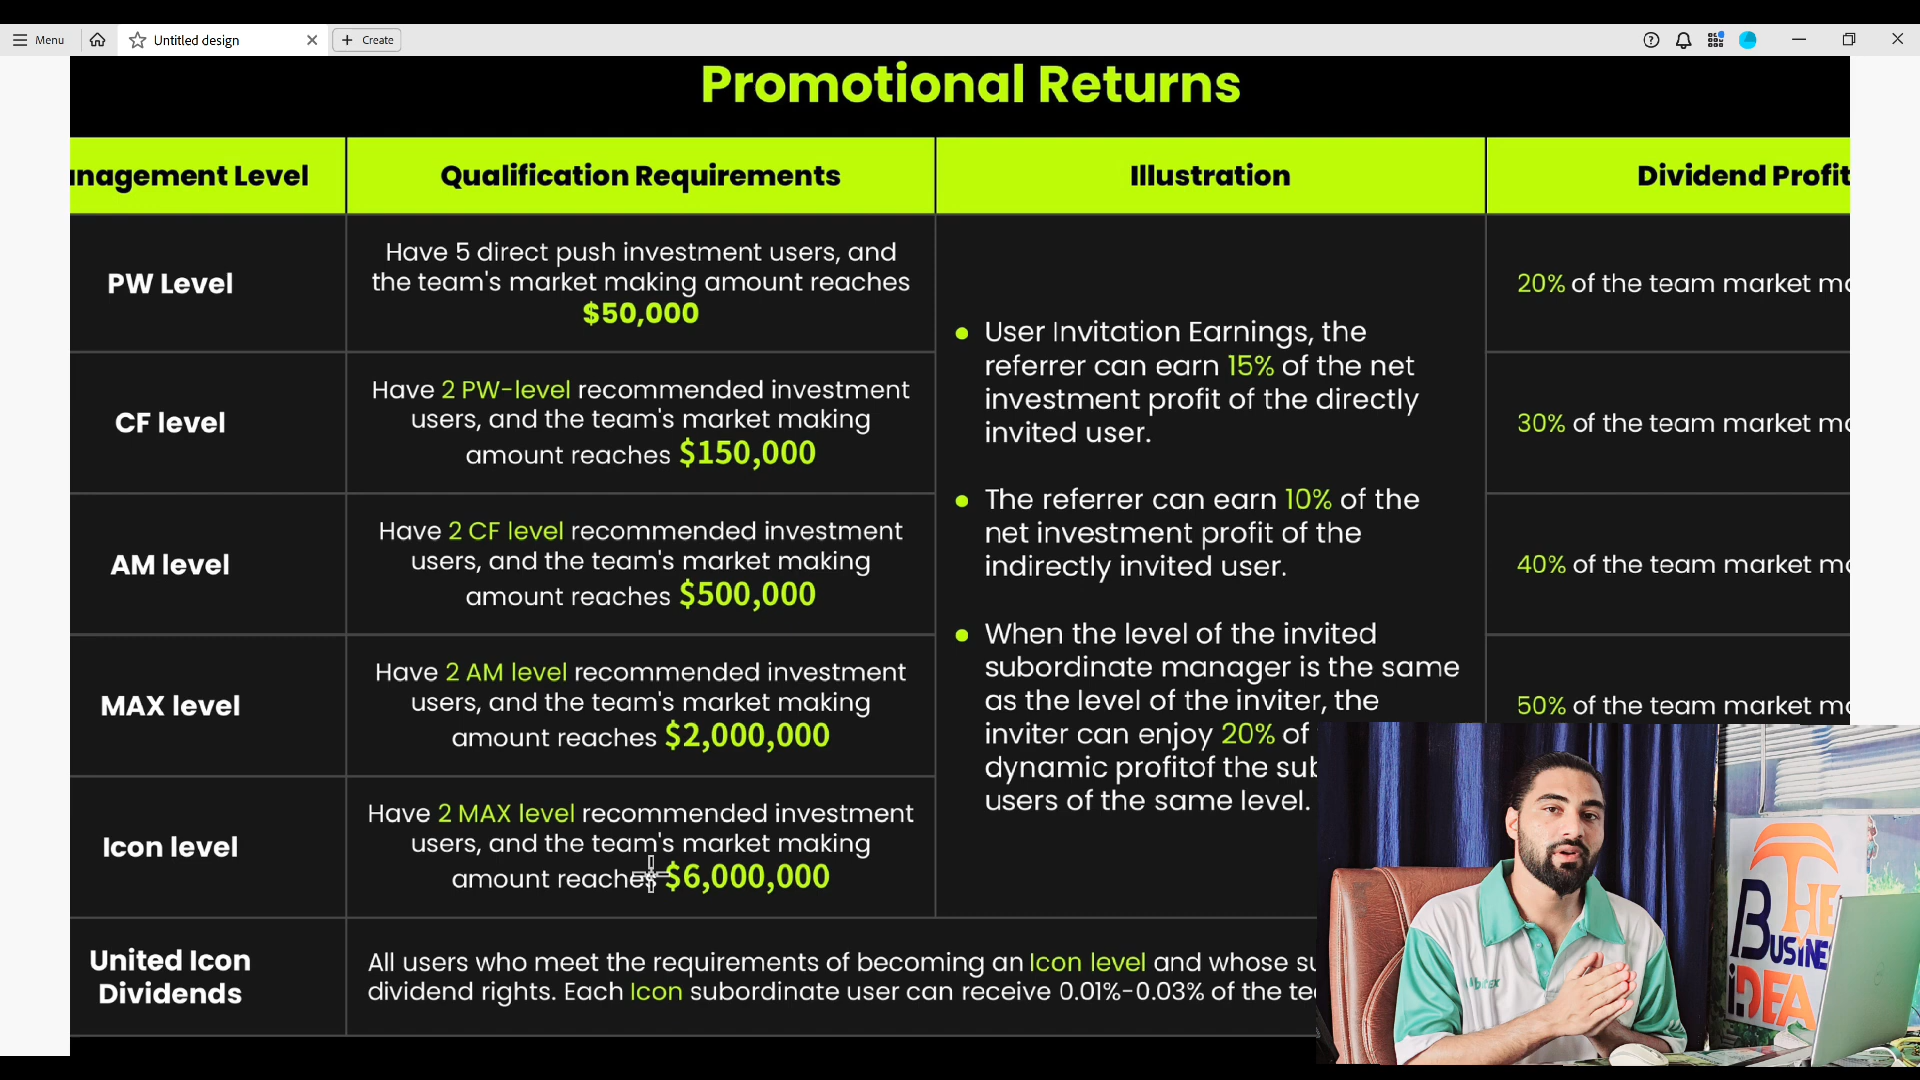 Menu
Untitled design
Create
Promotional Returns
nagement Level
Qualification Requirements
Illustration
Dividend Profit
PW Level
Have 5 direct push investment users, and
the team's market making amount reaches
$50,000
CF level
Have 2 PW-level recommended investment
users, and the team's market making
amount reaches $150,000
AM level
Have 2 CF level recommended investment
users, and the team's market making
amount reaches $500,000
MAX level
Have 2 AM level recommended investment
users, and the team's market making
amount reaches $2,000,000
Icon level
Have 2 MAX level recommended investment
users, and the team's market making
amount reaches $6,000,000
User Invitation Earnings, the
referrer can earn 15% of the net
investment profit of the directly
invited user.
The referrer can earn 10% of the
net investment profit of the
indirectly invited user.
When the level of the invited
subordinate manager is the same
as the level of the inviter, the
inviter can enjoy 20% of
dynamic profitof the sub
users of the same level.
20% of the team market
30% of the team market
40% of the team market
50% of the team market
United Icon
Dividends
All users who meet the requirements of becoming an Icon level and whose su
dividend rights. Each Icon subordinate user can receive 0.01%-0.03% of the te
THE
BUSINE
iDEA